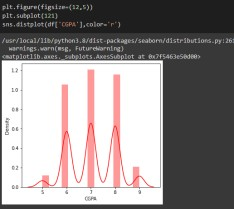 plt.figure(figsize=(12,5))
plt.subplot(121)
sns.distplot(df['CGPA'],color='r')
/usr/local/lib/python3.8/dist-packages/seaborn/distributions.py:261
warnings.warn(msg, FutureWarning)
<matplotlib.axes._subplots.AxesSubplot at 0x7f5463e50d00>
1.2
1.0
0.8
0.6
0.4
0.2
0.0
Density
5 6 7 8 9
CGPA